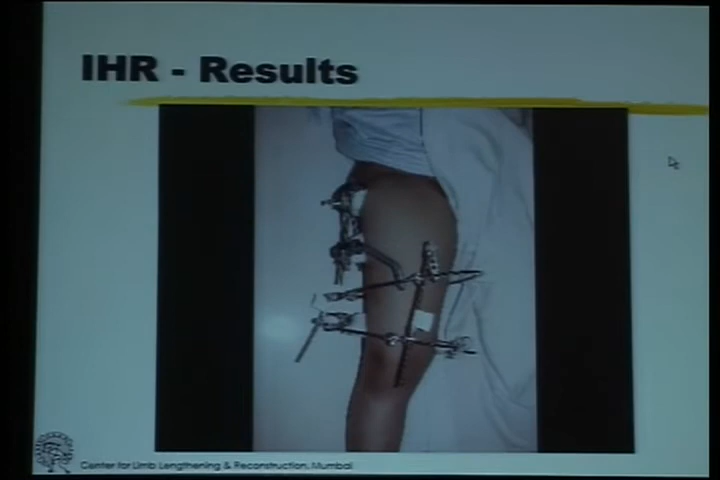 IHR - Results
Center for Limb Lengthening & Reconstruction, Mumbai